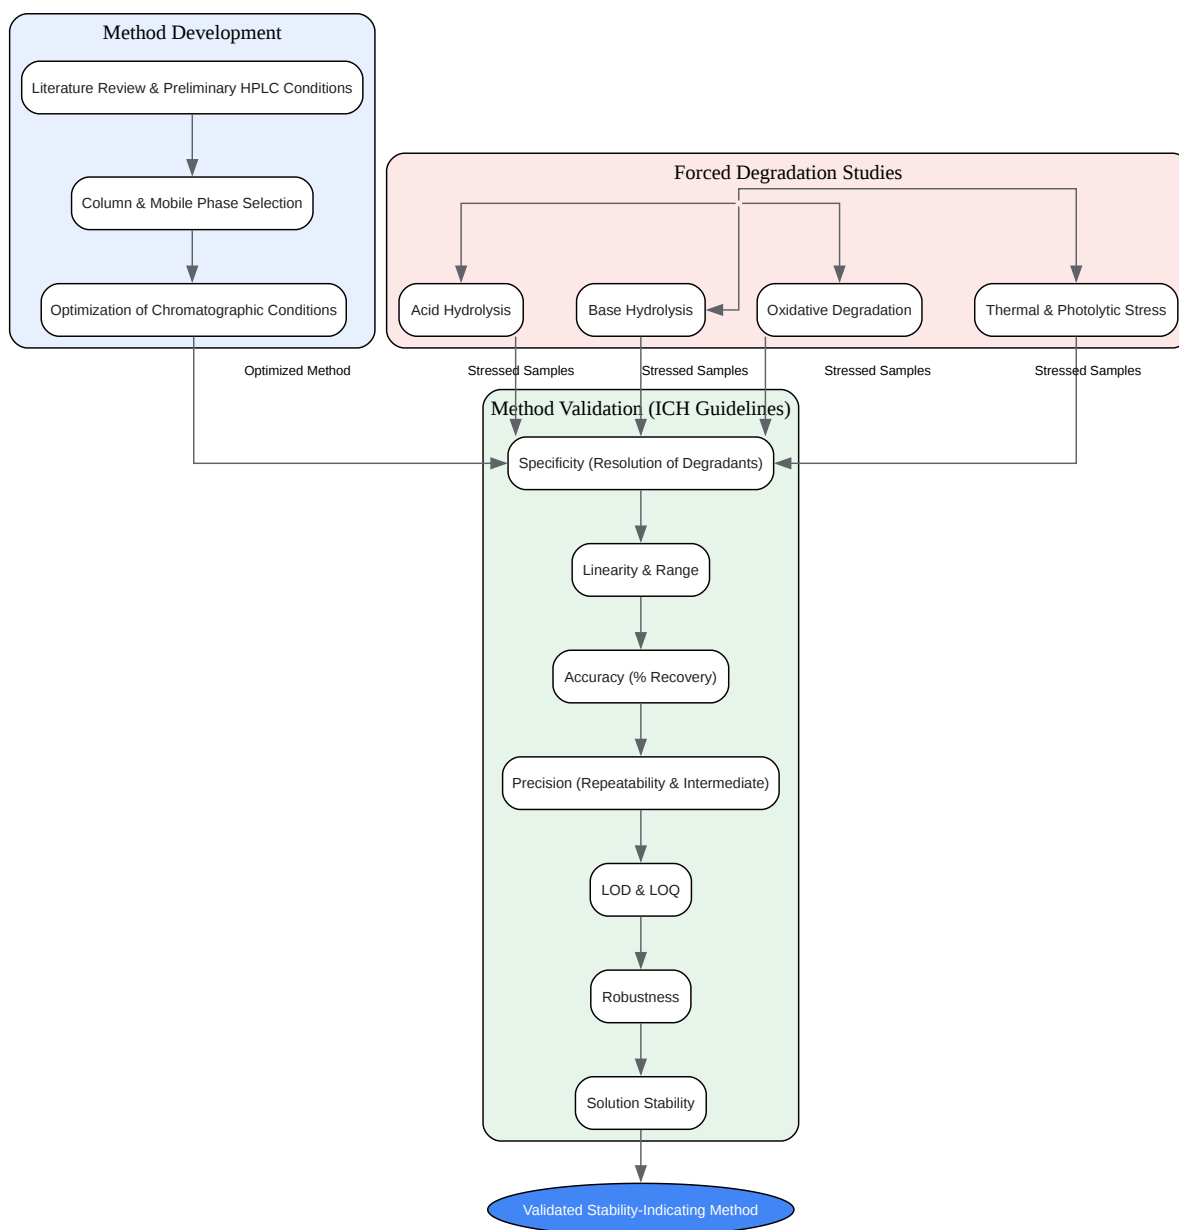 Method Development
Literature Review & Preliminary HPLC Conditions
Column & Mobile Phase Selection
Optimization of Chromatographic Conditions
Forced Degradation Studies
Acid Hydrolysis
Base Hydrolysis
Oxidative Degradation
Thermal & Photolytic Stress
Optimized Method
Stressed Samples
Stressed Samples
Stressed Samples
Stressed Samples
Method Validation (ICH Guidelines)
Specificity (Resolution of Degradants)
Linearity & Range
Accuracy (% Recovery)
Precision (Repeatability & Intermediate)
LOD & LOQ
Robustness
Solution Stability
Validated Stability-Indicating Method